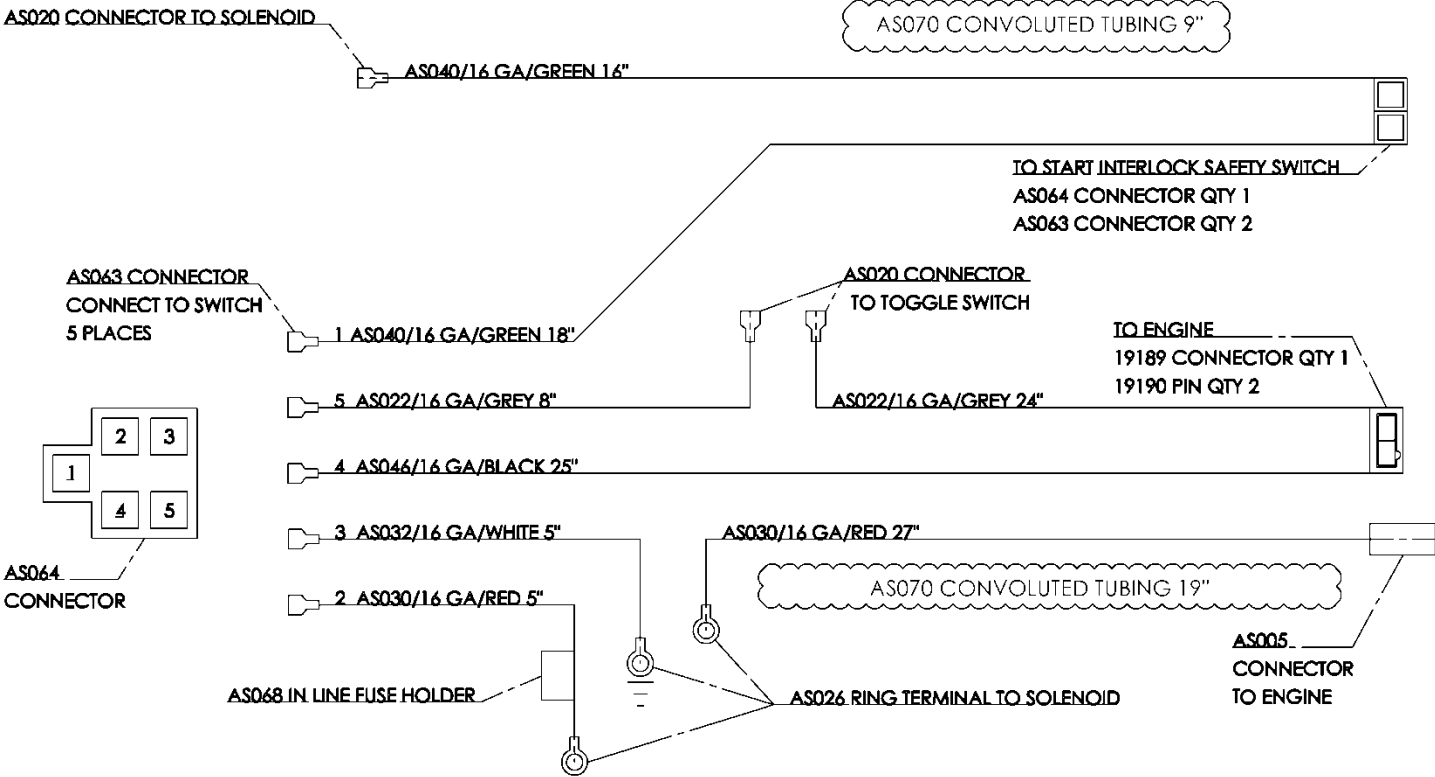 AS020 CONNECTOR TO SOLENOID
AS070 CONVOLUTED TUBING 9"
AS040/16 GA/GREEN 16"
TO START INTERLOCK SAFETY SWITCH
AS064 CONNECTOR QTY 1
AS063 CONNECTOR QTY 2
AS063 CONNECTOR
CONNECT TO SWITCH
5 PLACES
AS020 CONNECTOR
TO TOGGLE SWITCH
1 AS040/16 GA/GREEN 18"
TO ENGINE
19189 CONNECTOR QTY 1
19190 PIN QTY 2
5 AS022/16 GA/GREY 8"
AS022/16 GA/GREY 24"
2 3
1
4 5
4 AS046/16 GA/BLACK 25"
3 AS032/16 GA/WHITE 5"
AS030/16 GA/RED 27"
AS064
CONNECTOR
2 AS030/16 GA/RED 5"
AS070 CONVOLUTED TUBING 19"
AS005
CONNECTOR
TO ENGINE
AS068 IN LINE FUSE HOLDER
AS026 RING TERMINAL TO SOLENOID